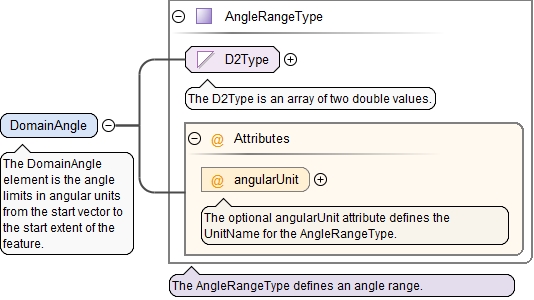 AngleRangeType
D2Type
The D2Type is an array of two double values.
DomainAngle
The DomainAngle
element is the angle
limits in angular units
from the start vector to
the start extent of the
feature.
@ Attributes
@ angularUnit
The optional angularUnit attribute defines the
UnitName for the AngleRangeType.
The AngleRangeType defines an angle range.